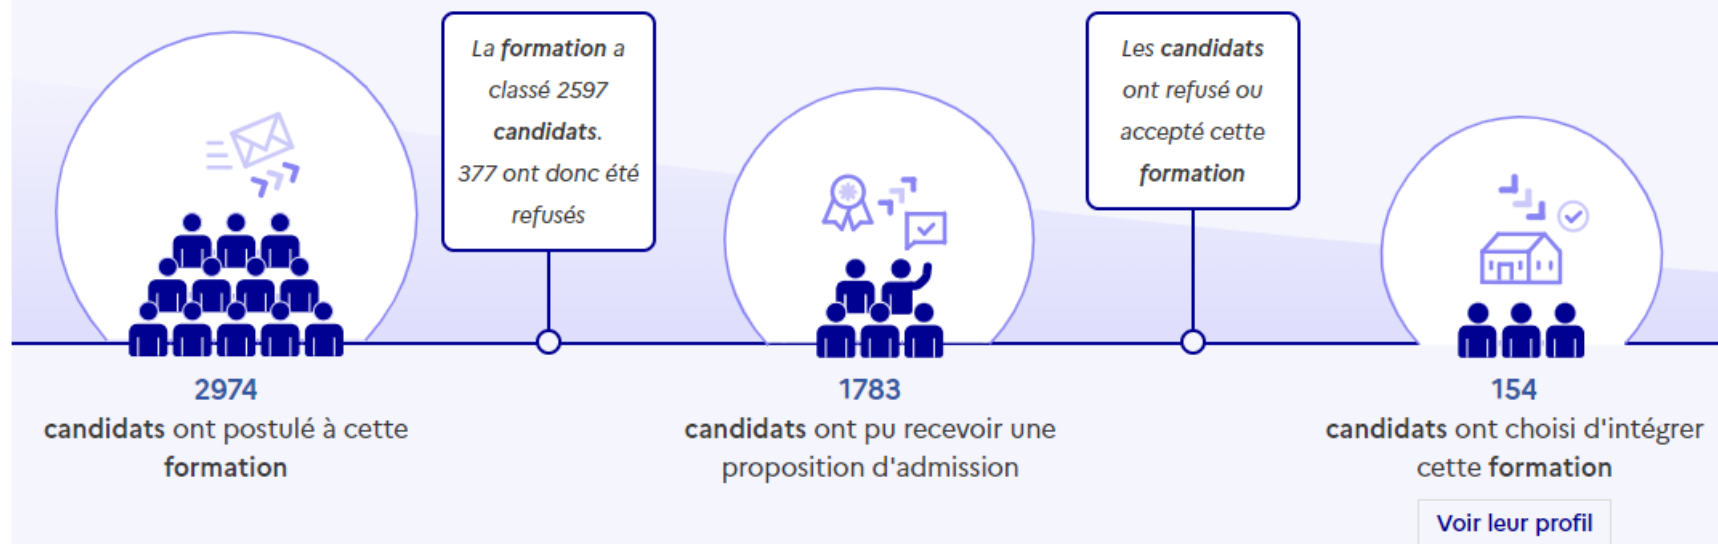 La formation a
classé 2597
candidats.
377 ont donc été
refusés
Les candidats
ont refusé ou
accepté cette
formation
2974
candidats ont postulé à cette
formation
1783
candidats ont pu recevoir une
proposition d'admission
154
candidats ont choisi d'intégrer
cette formation
Voir leur profil